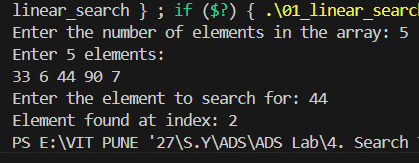 linear_search } ; if ($?) { .\01_linear_searc
Enter the number of elements in the array: 5
Enter 5 elements:
33 6 44 90 7
Enter the element to search for: 44
Element found at index: 2
PS E:\VIT PUNE '27\S.Y\ADS\ADS Lab\4. Search